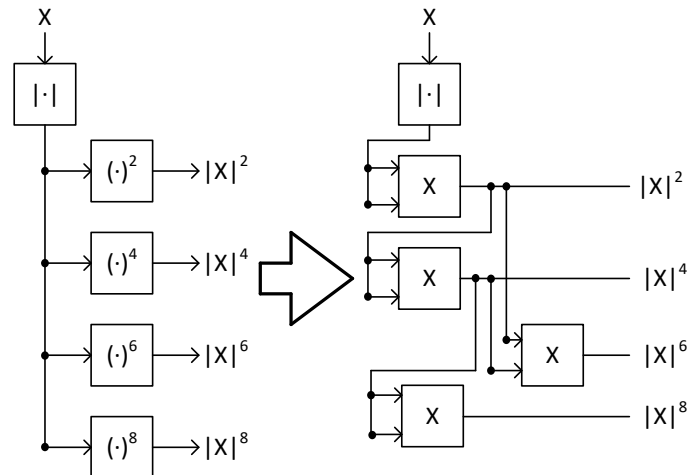 X
|·|
(·)²
|X|²
(·)⁴
|X|⁴
(·)⁶
|X|⁶
(·)⁸
|X|⁸
X
|·|
X
|X|²
X
|X|⁴
X
|X|⁶
X
|X|⁸